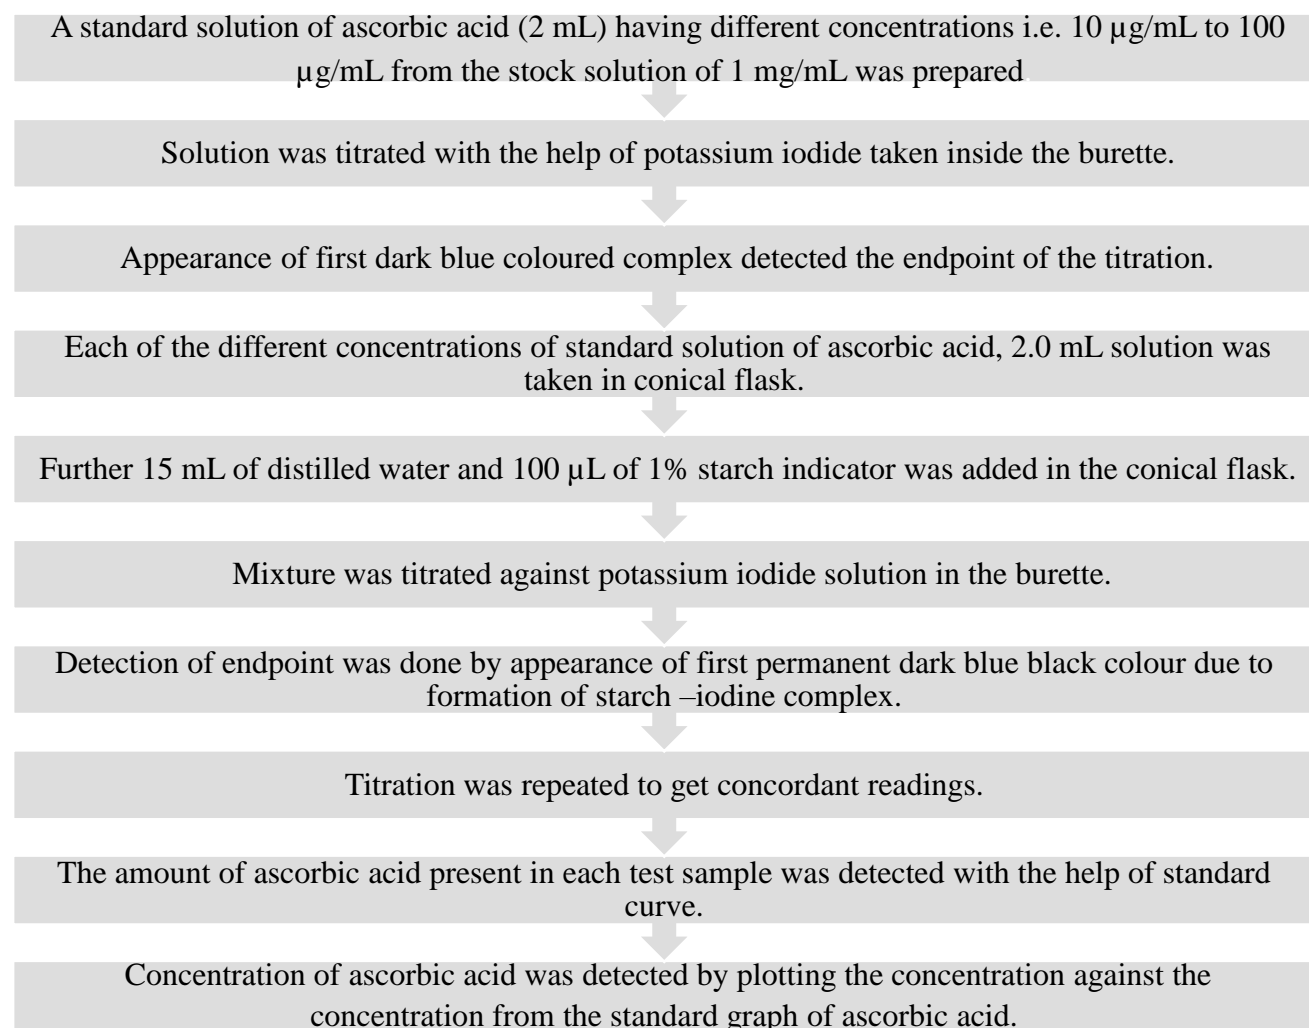 A standard solution of ascorbic acid (2 mL) having different concentrations i.e. 10 µg/mL to 100
µg/mL from the stock solution of 1 mg/mL was prepared.
Solution was titrated with the help of potassium iodide taken inside the burette.
Appearance of first dark blue coloured complex detected the endpoint of the titration.
Each of the different concentrations of standard solution of ascorbic acid, 2.0 mL solution was
taken in conical flask.
Further 15 mL of distilled water and 100 µL of 1% starch indicator was added in the conical flask.
Mixture was titrated against potassium iodide solution in the burette.
Detection of endpoint was done by appearance of first permanent dark blue black colour due to
formation of starch –iodine complex.
Titration was repeated to get concordant readings.
The amount of ascorbic acid present in each test sample was detected with the help of standard
curve.
Concentration of ascorbic acid was detected by plotting the concentration against the
concentration from the standard graph of ascorbic acid.